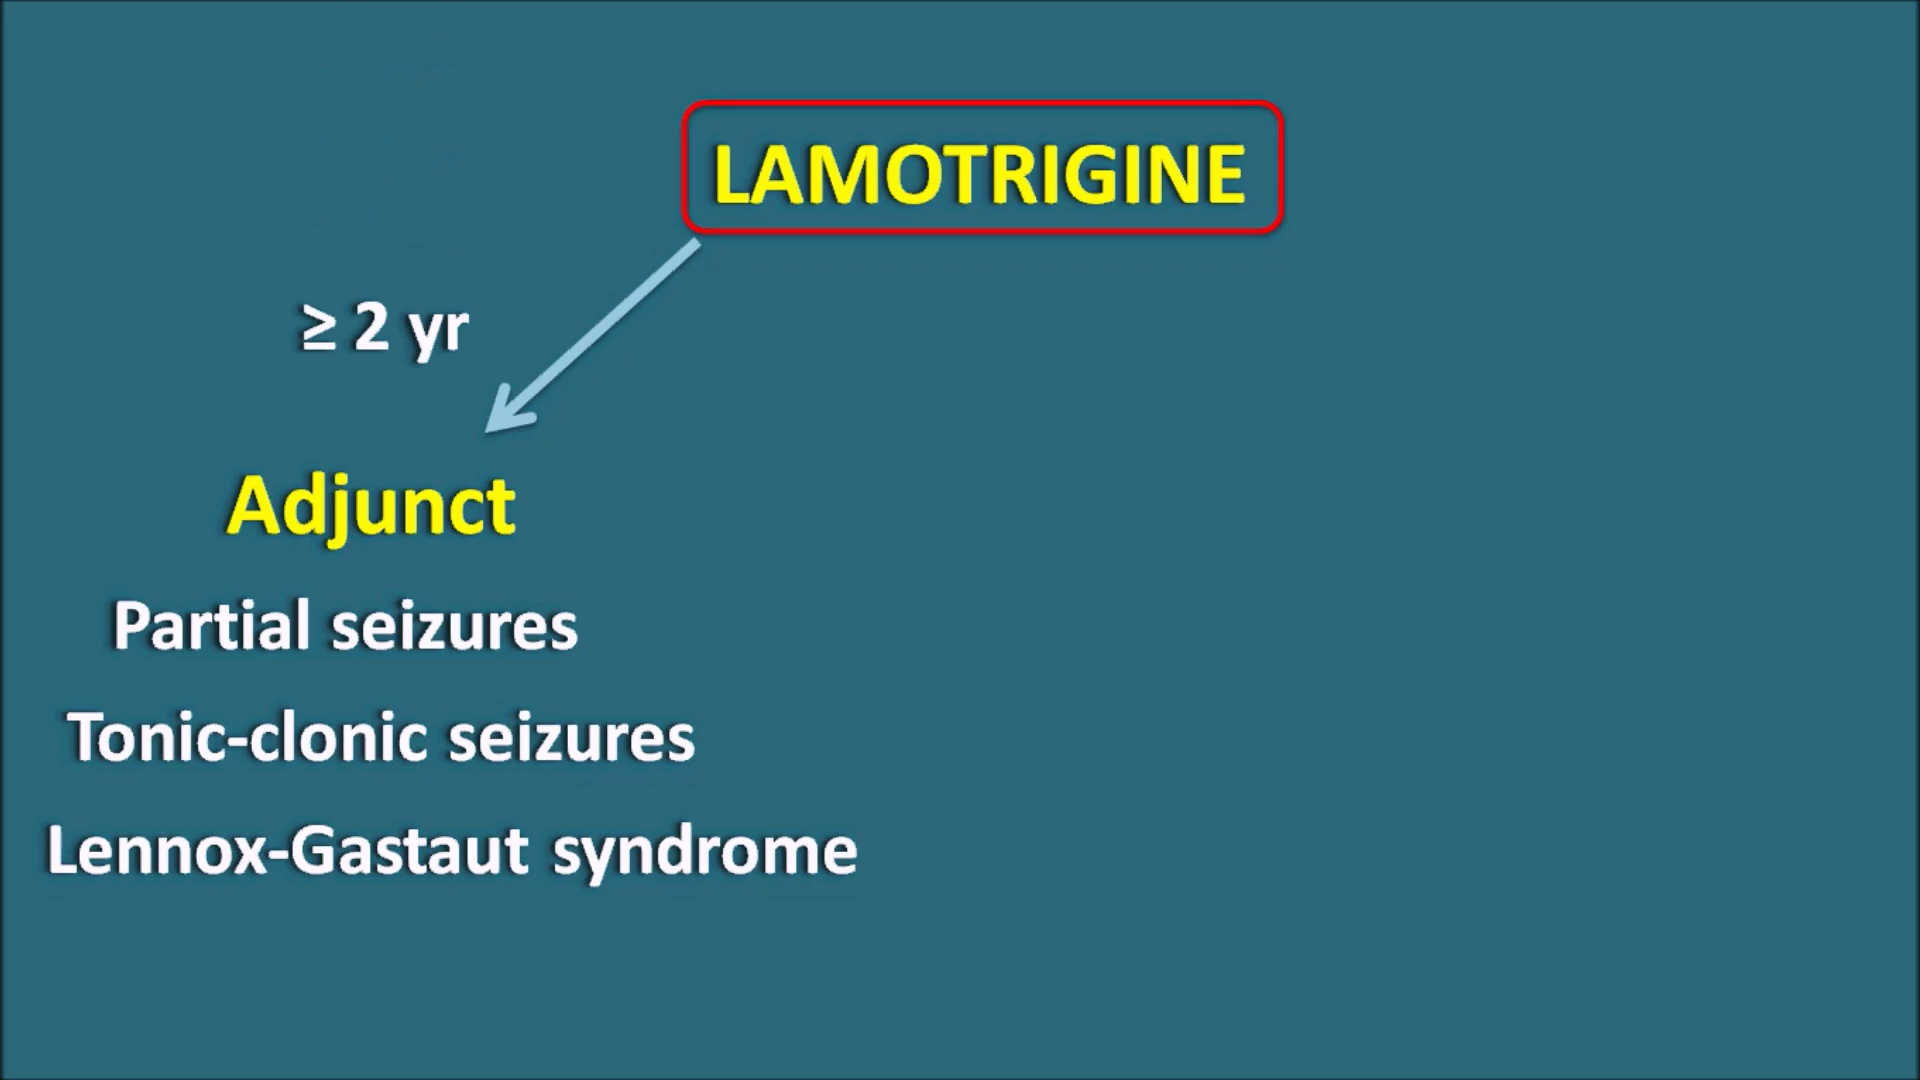 LAMOTRIGINE
≥ 2 yr
Adjunct
Partial seizures
Tonic-clonic seizures
Lennox-Gastaut syndrome